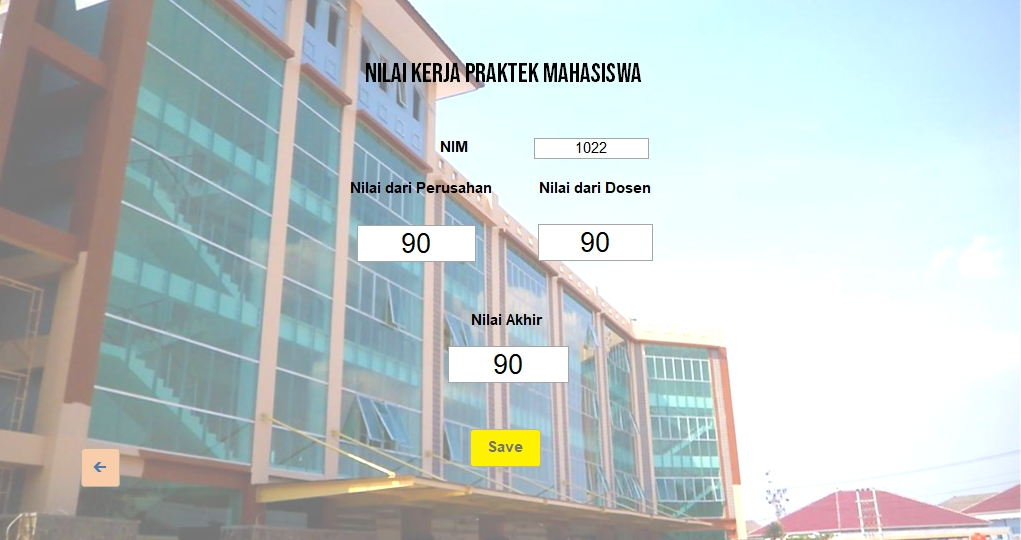 NILAI KERJA PRAKTEK MAHASISWA
NIM 1022
Nilai dari Perusahan Nilai dari Dosen
90 90
Nilai Akhir
90
Save